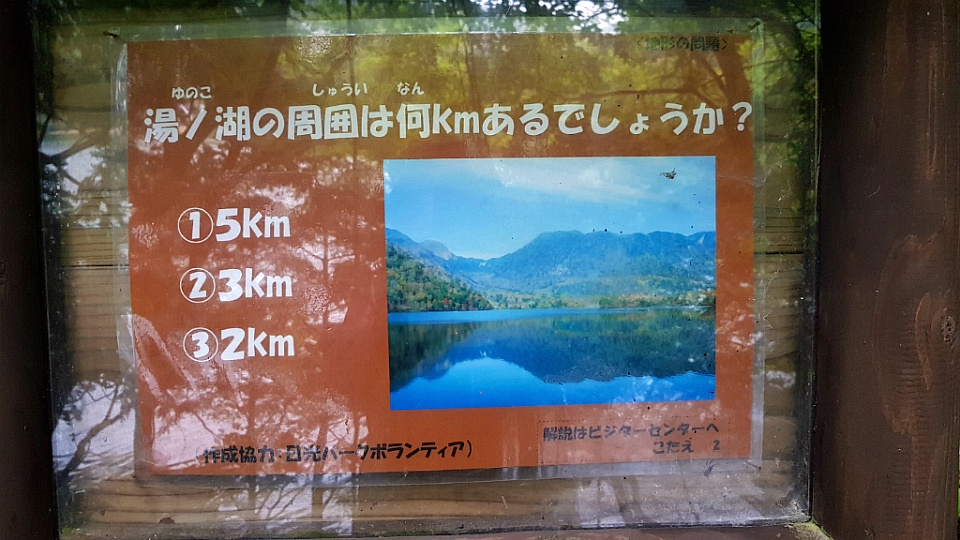 〈地形の問題〉
ゆのこ しゅうい なん
湯ノ湖の周囲は何kmあるでしょうか？
①5km
②3km
③2km
解説はビジターセンターへ
こたえ 2
（作成協力：日光パークボランティア）